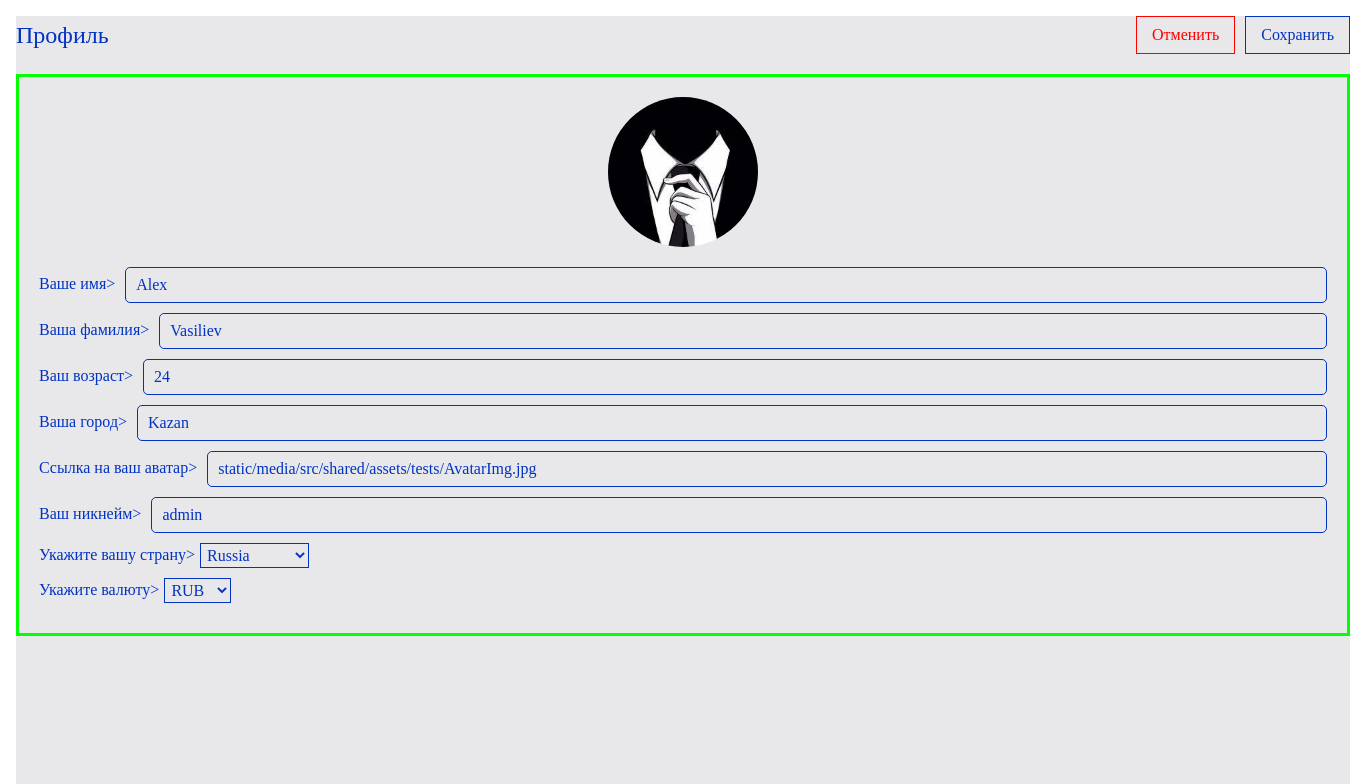 Профиль
Отменить
Сохранить
Ваше имя> Alex
Ваша фамилия> Vasiliev
Ваш возраст> 24
Ваша город> Kazan
Ссылка на ваш аватар> static/media/src/shared/assets/tests/AvatarImg.jpg
Ваш никнейм> admin
Укажите вашу страну> Russia
Укажите валюту> RUB